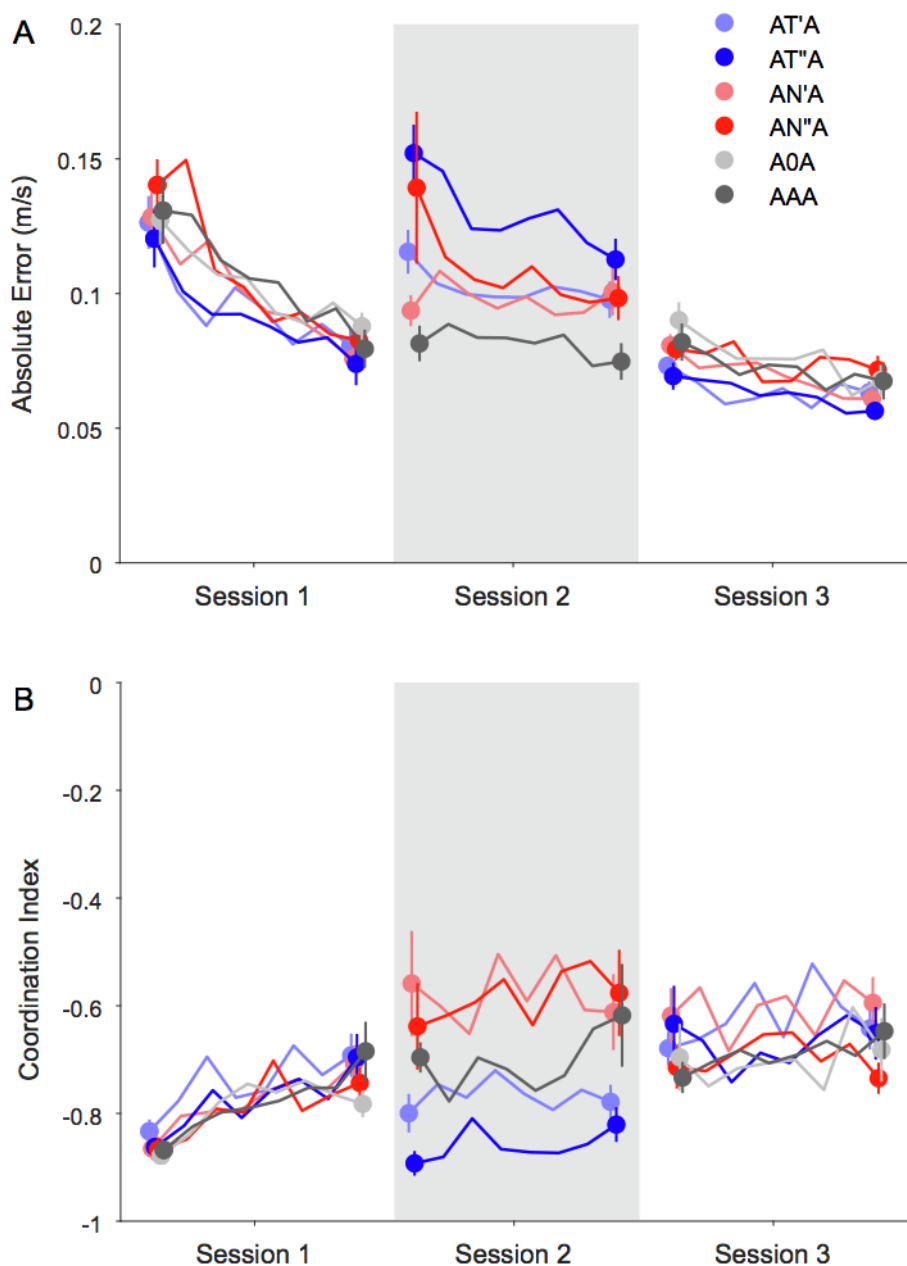 A
0.2
0.15
0.1
0.05
0
Absolute Error (m/s)
AT'A
AT"A
AN'A
AN"A
A0A
AAA
Session 1 Session 2 Session 3
B
0
-0.2
-0.4
-0.6
-0.8
-1
Coordination Index
Session 1 Session 2 Session 3